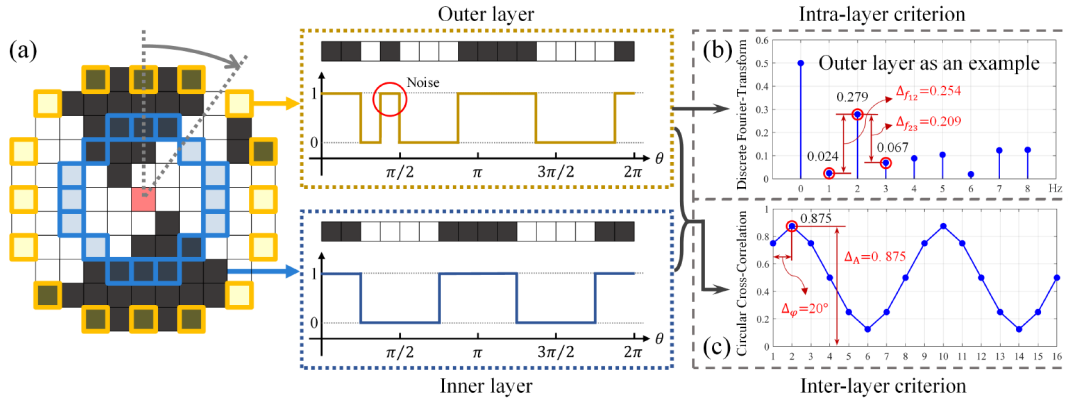 Outer layer
Intra-layer criterion
(a)
Noise
1
0
π/2
π
3π/2
2π
θ
1
0
π/2
π
3π/2
2π
θ
Inner layer
(b)
Outer layer as an example
Discrete Fourier-Transform
0.6
0.5
0.4
0.3
0.2
0.1
0
0.279
0.024
0.067
Δf12=0.254
Δf23=0.209
0 1 2 3 4 5 6 7 8 Hz
(c)
Circular Cross-Correlation
1
0.8
0.6
0.4
0.2
0
0.875
ΔA=0.875
Δφ=20°
1 2 3 4 5 6 7 8 9 10 11 12 13 14 15 16
Inter-layer criterion